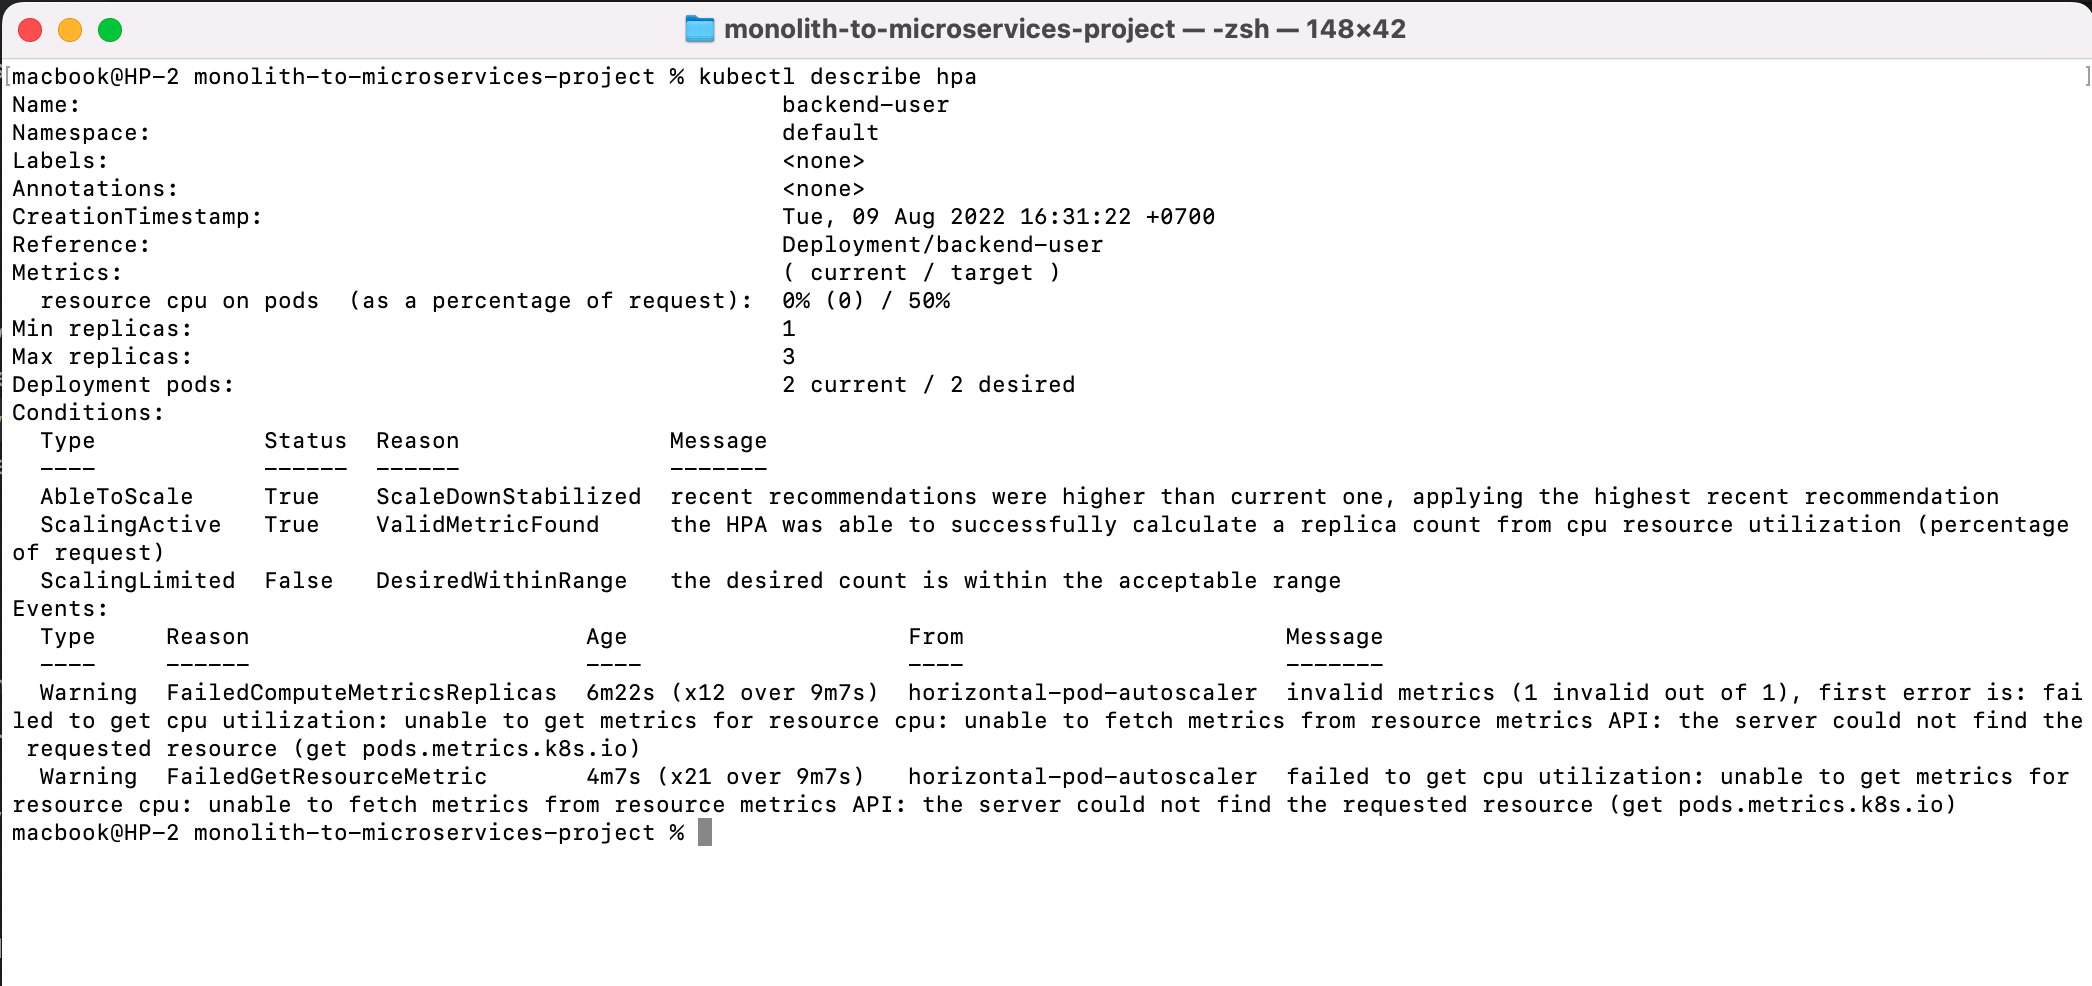 monolith-to-microservices-project — -zsh — 148×42
[macbook@HP-2 monolith-to-microservices-project % kubectl describe hpa ]
Name: backend-user
Namespace: default
Labels: <none>
Annotations: <none>
CreationTimestamp: Tue, 09 Aug 2022 16:31:22 +0700
Reference: Deployment/backend-user
Metrics: ( current / target )
resource cpu on pods (as a percentage of request): 0% (0) / 50%
Min replicas: 1
Max replicas: 3
Deployment pods: 2 current / 2 desired
Conditions:
Type Status Reason Message
---- ------ ------ -------
AbleToScale True ScaleDownStabilized recent recommendations were higher than current one, applying the highest recent recommendation
ScalingActive True ValidMetricFound the HPA was able to successfully calculate a replica count from cpu resource utilization (percentage
of request)
ScalingLimited False DesiredWithinRange the desired count is within the acceptable range
Events:
Type Reason Age From Message
---- ------ ---- ---- -------
Warning FailedComputeMetricsReplicas 6m22s (x12 over 9m7s) horizontal-pod-autoscaler invalid metrics (1 invalid out of 1), first error is: fai
led to get cpu utilization: unable to get metrics for resource cpu: unable to fetch metrics from resource metrics API: the server could not find the
requested resource (get pods.metrics.k8s.io)
Warning FailedGetResourceMetric 4m7s (x21 over 9m7s) horizontal-pod-autoscaler failed to get cpu utilization: unable to get metrics for
resource cpu: unable to fetch metrics from resource metrics API: the server could not find the requested resource (get pods.metrics.k8s.io)
macbook@HP-2 monolith-to-microservices-project %